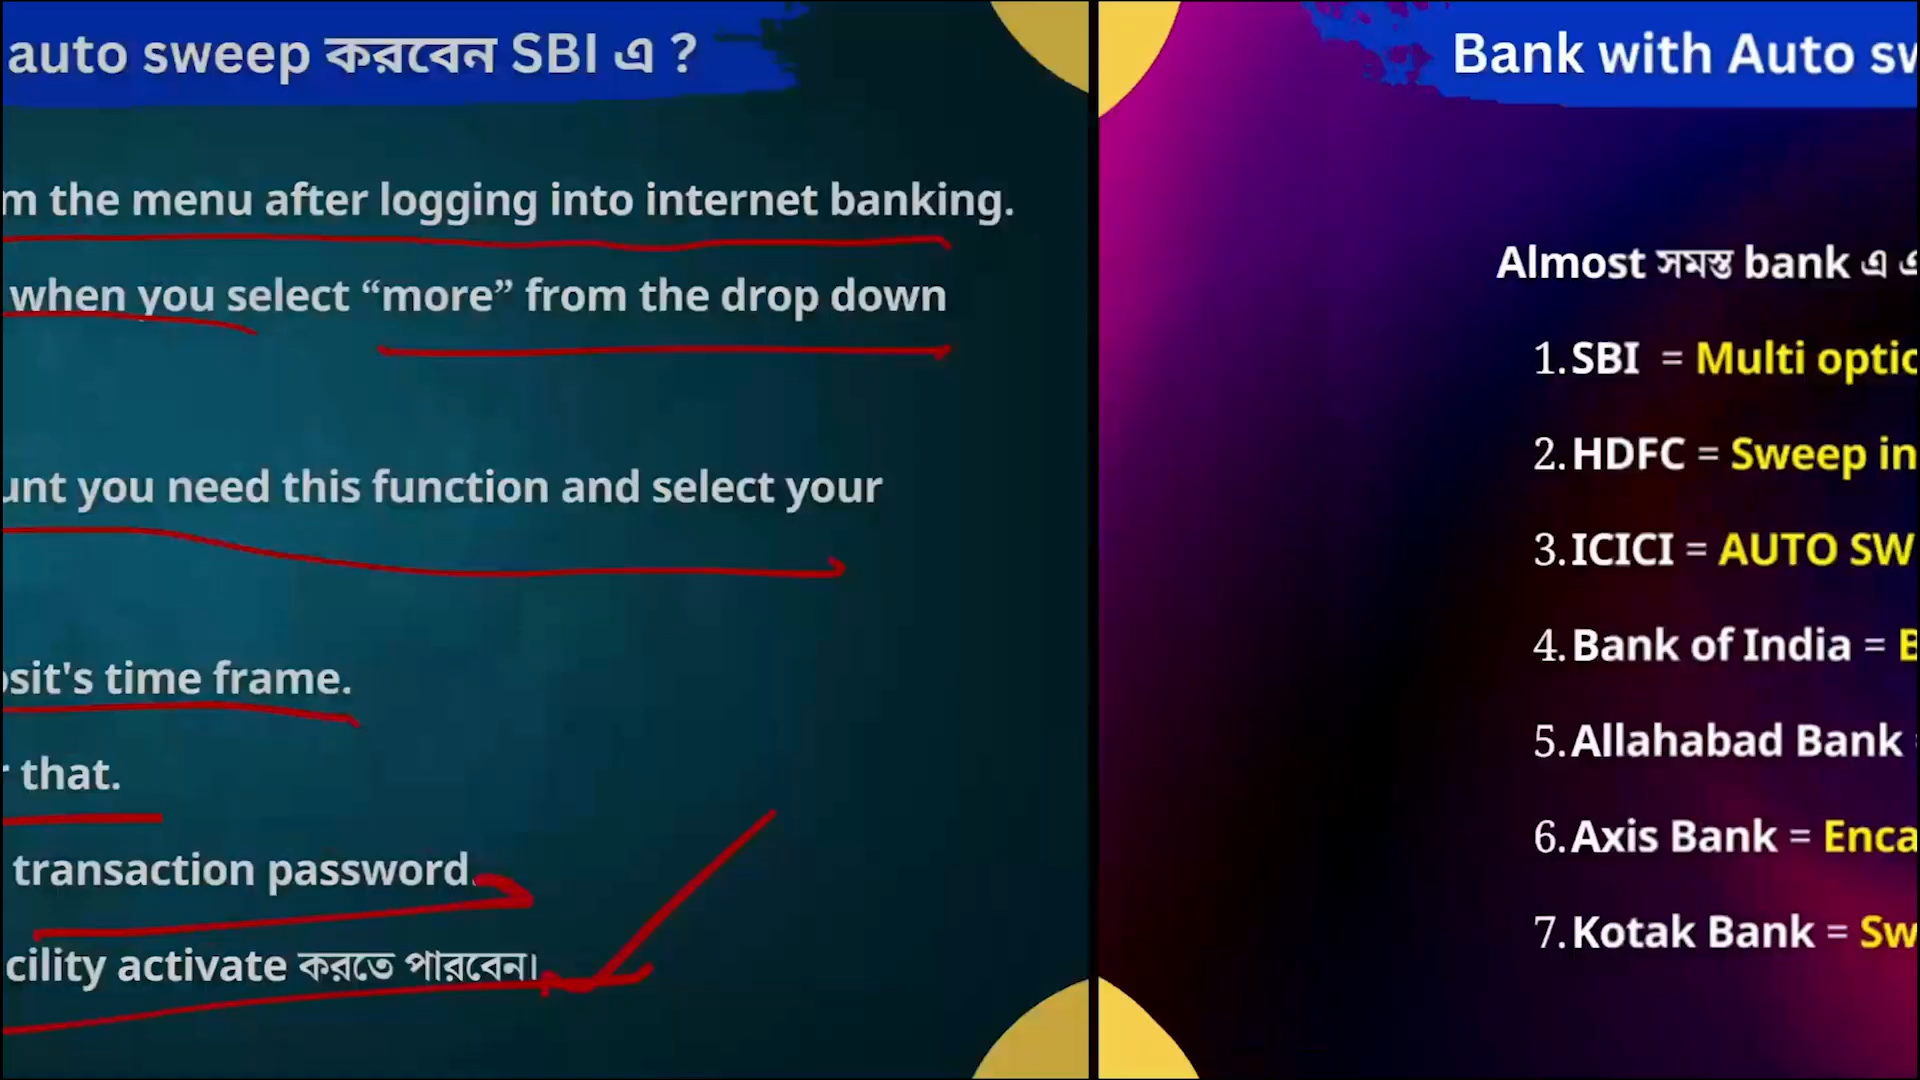 auto sweep করবেন SBI এ ?
m the menu after logging into internet banking.
when you select “more” from the drop down
unt you need this function and select your
osit's time frame.
that.
transaction password.
cility activate করতে পারবেন।
Bank with Auto sw
Almost সমস্ত bank এ এ
1. SBI = Multi optio
2. HDFC = Sweep in
3. ICICI = AUTO SW
4. Bank of India = B
5. Allahabad Bank
6. Axis Bank = Enca
7. Kotak Bank = Sw